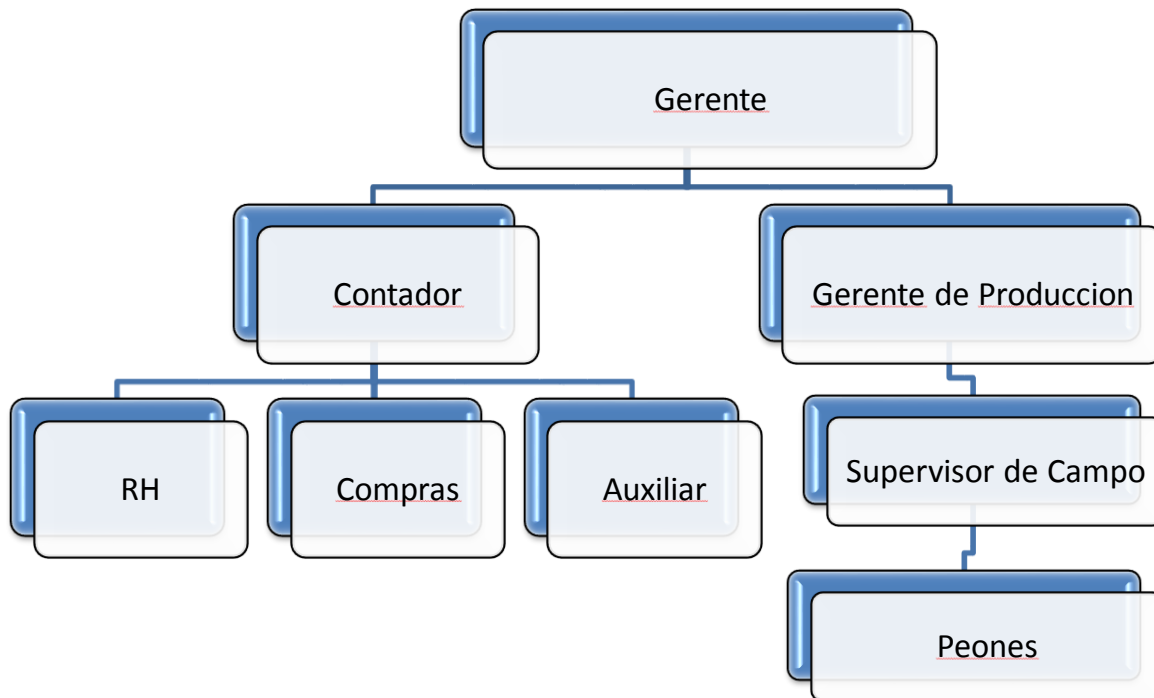 Gerente
Contador
Gerente de Produccion
RH
Compras
Auxiliar
Supervisor de Campo
Peones